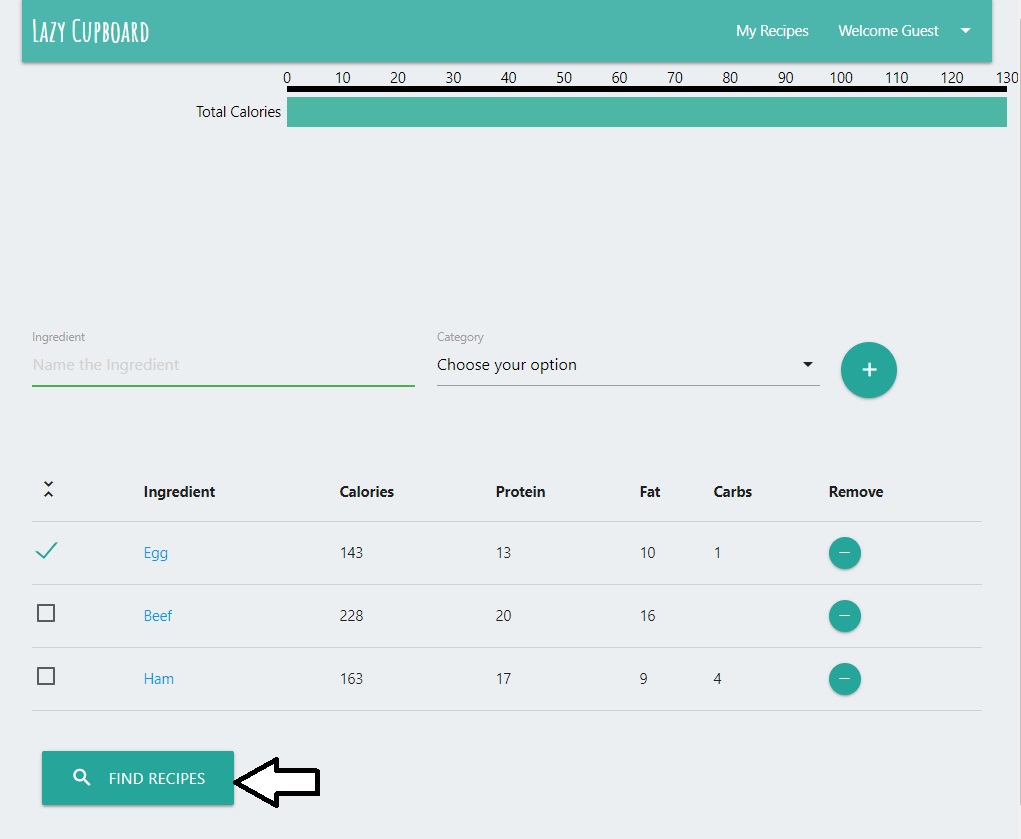 Lazy Cupboard My Recipes Welcome Guest
0 10 20 30 40 50 60 70 80 90 100 110 120 130
Total Calories
Ingredient Category
Name the Ingredient Choose your option +
Ingredient Calories Protein Fat Carbs Remove
Egg 143 13 10 1
Beef 228 20 16
Ham 163 17 9 4
FIND RECIPES